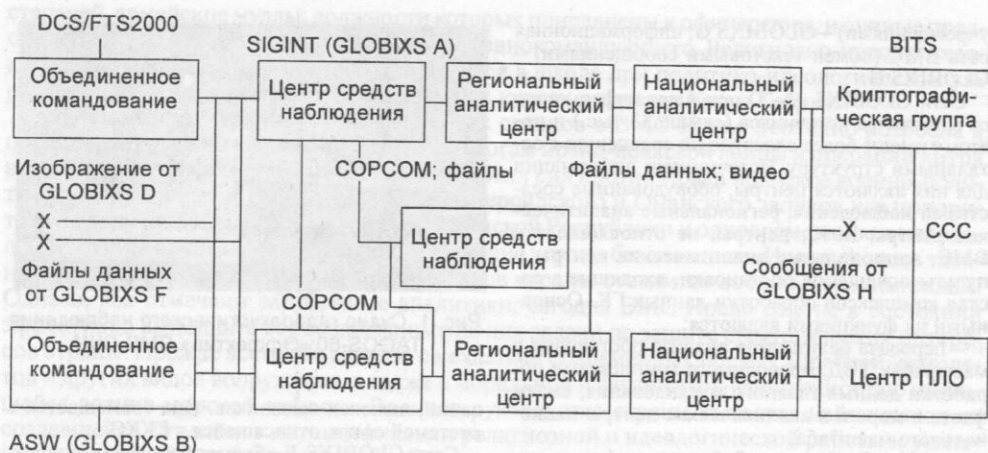 DCS/FTS2000
SIGINT (GLOBIXS A)
BITS
Объединенное
командование
Центр средств
наблюдения
Региональный
аналитический
центр
Национальный
аналитический
центр
Криптографи-
ческая группа
Изображение от
GLOBIXS D
COPCOM; файлы
Файлы данных; видео
X
X
Центр средств
наблюдения
X
CCC
Файлы данных
от GLOBIXS F
Сообщения от
GLOBIXS G
COPCOM
Объединенное
командование
Центр средств
наблюдения
Региональный
аналитический
центр
Национальный
аналитический
центр
Центр ПЛО
ASW (GLOBIXS B)